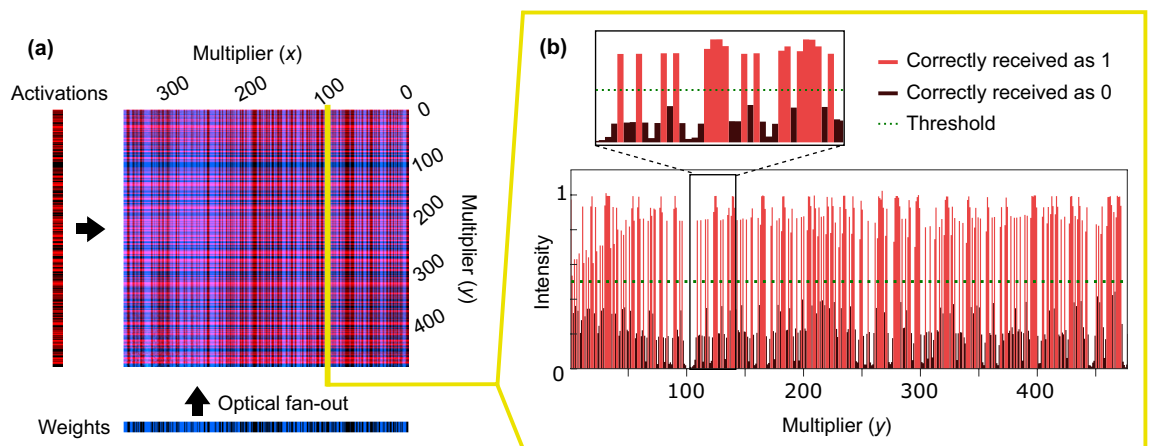 (a)
Multiplier (x)
300
200
100
0
Activations
0
100
200
300
400
Multiplier (y)
Optical fan-out
Weights
(b)
Correctly received as 1
Correctly received as 0
Threshold
Intensity
1
0
100
200
300
400
Multiplier (y)